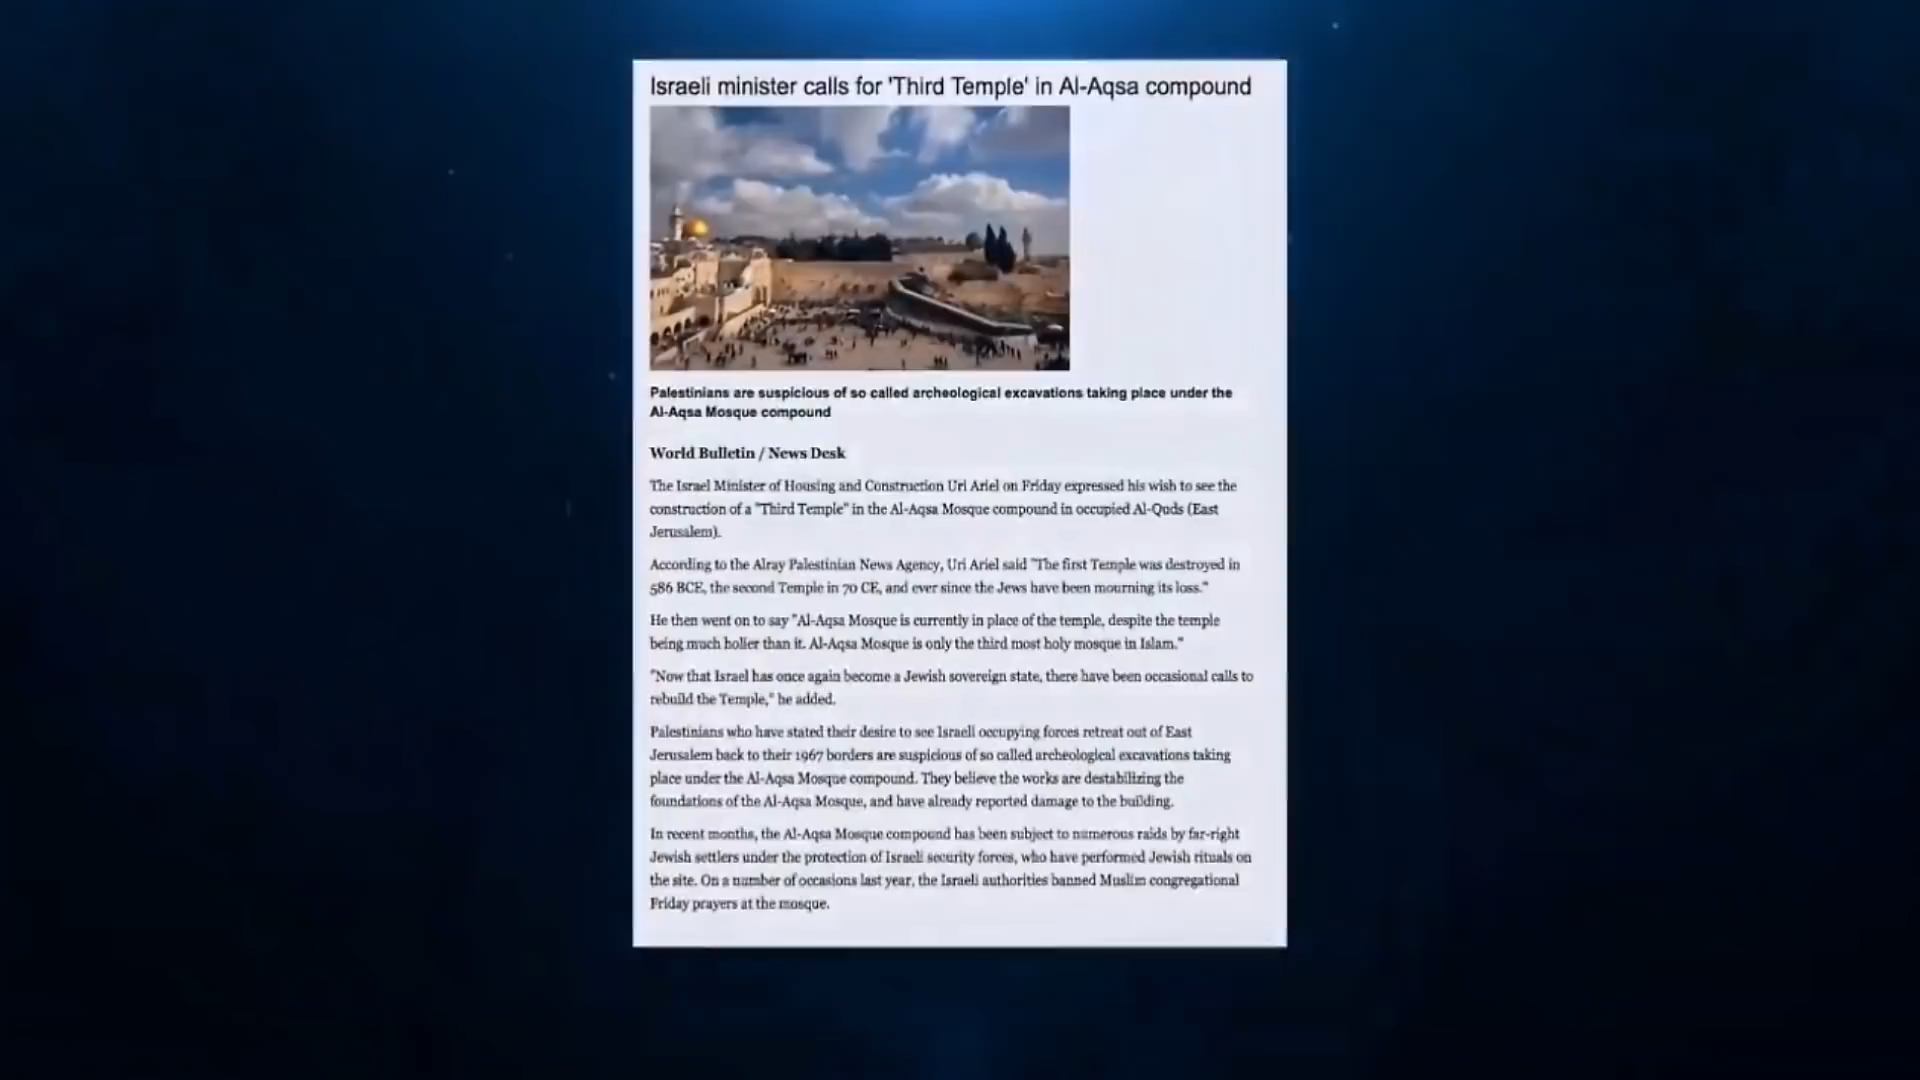 Israeli minister calls for 'Third Temple' in Al-Aqsa compound
Palestinians are suspicious of so called archeological excavations taking place under the
Al-Aqsa Mosque compound
World Bulletin / News Desk
The Israel Minister of Housing and Construction Uri Ariel on Friday expressed his wish to see the
construction of a "Third Temple" in the Al-Aqsa Mosque compound in occupied Al-Quds (East
Jerusalem).
According to the Alray Palestinian News Agency, Uri Ariel said "The first Temple was destroyed in
586 BCE, the second Temple in 70 CE, and ever since the Jews have been mourning its loss."
He then went on to say "Al-Aqsa Mosque is currently in place of the temple, despite the temple
being much holier than it. Al-Aqsa Mosque is only the third most holy mosque in Islam."
"Now that Israel has once again become a Jewish sovereign state, there have been occasional calls to
rebuild the Temple," he added.
Palestinians who have stated their desire to see Israeli occupying forces retreat out of East
Jerusalem back to their 1967 borders are suspicious of so called archeological excavations taking
place under the Al-Aqsa Mosque compound. They believe the works are destabilizing the
foundations of the Al-Aqsa Mosque, and have already reported damage to the building.
In recent months, the Al-Aqsa Mosque compound has been subject to numerous raids by far-right
Jewish settlers under the protection of Israeli security forces, who have performed Jewish rituals on
the site. On a number of occasions last year, the Israeli authorities banned Muslim congregational
Friday prayers at the mosque.